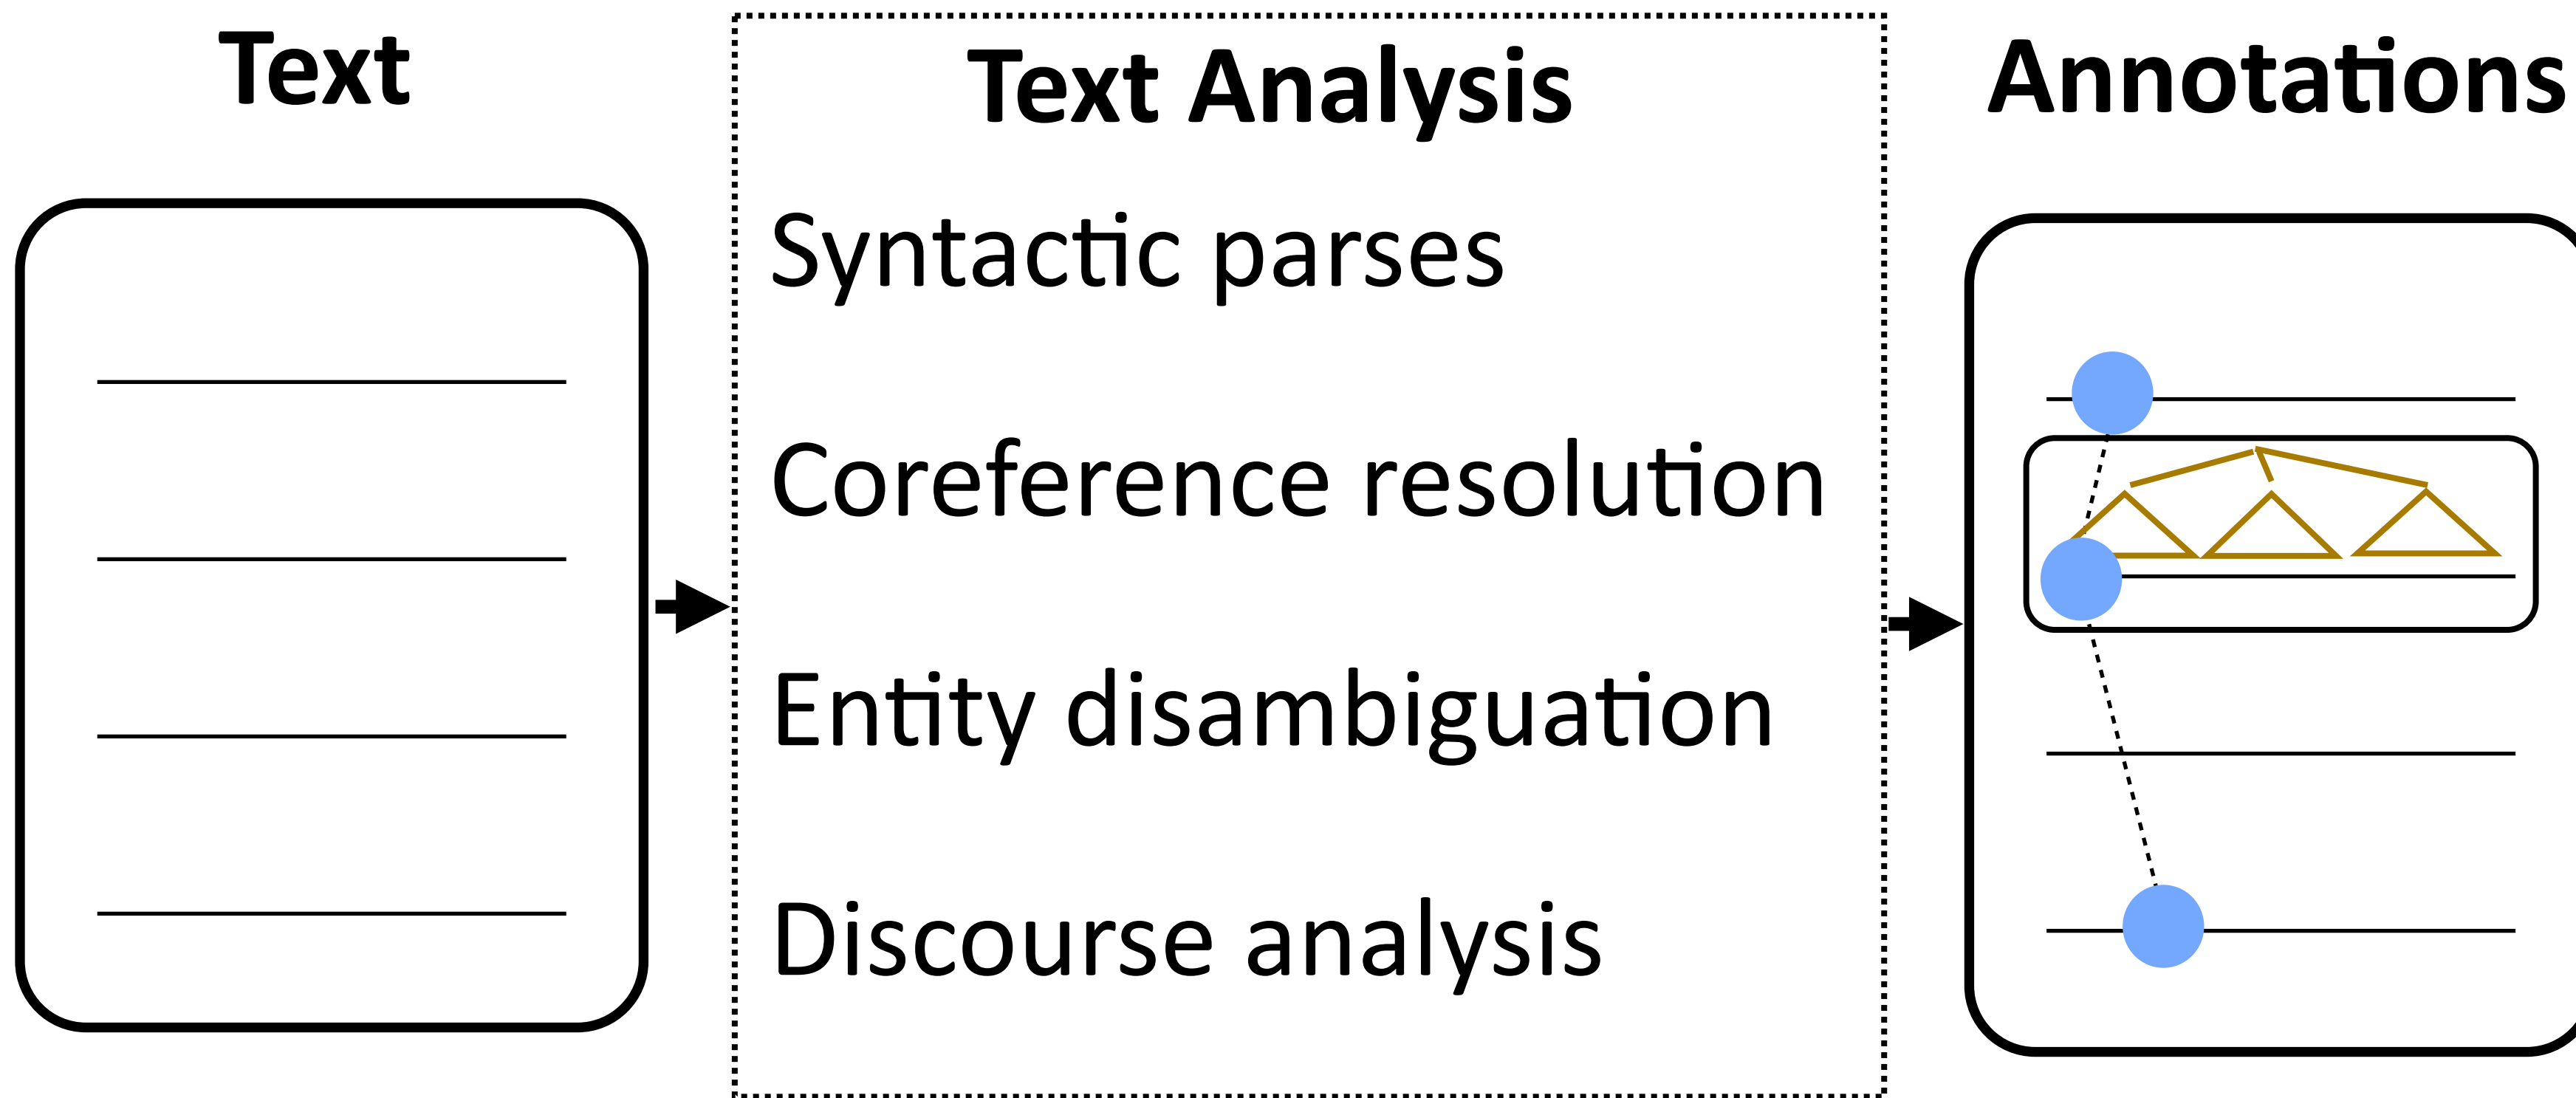 Text
Text Analysis
Annotations
Syntactic parses
Coreference resolution
Entity disambiguation
Discourse analysis